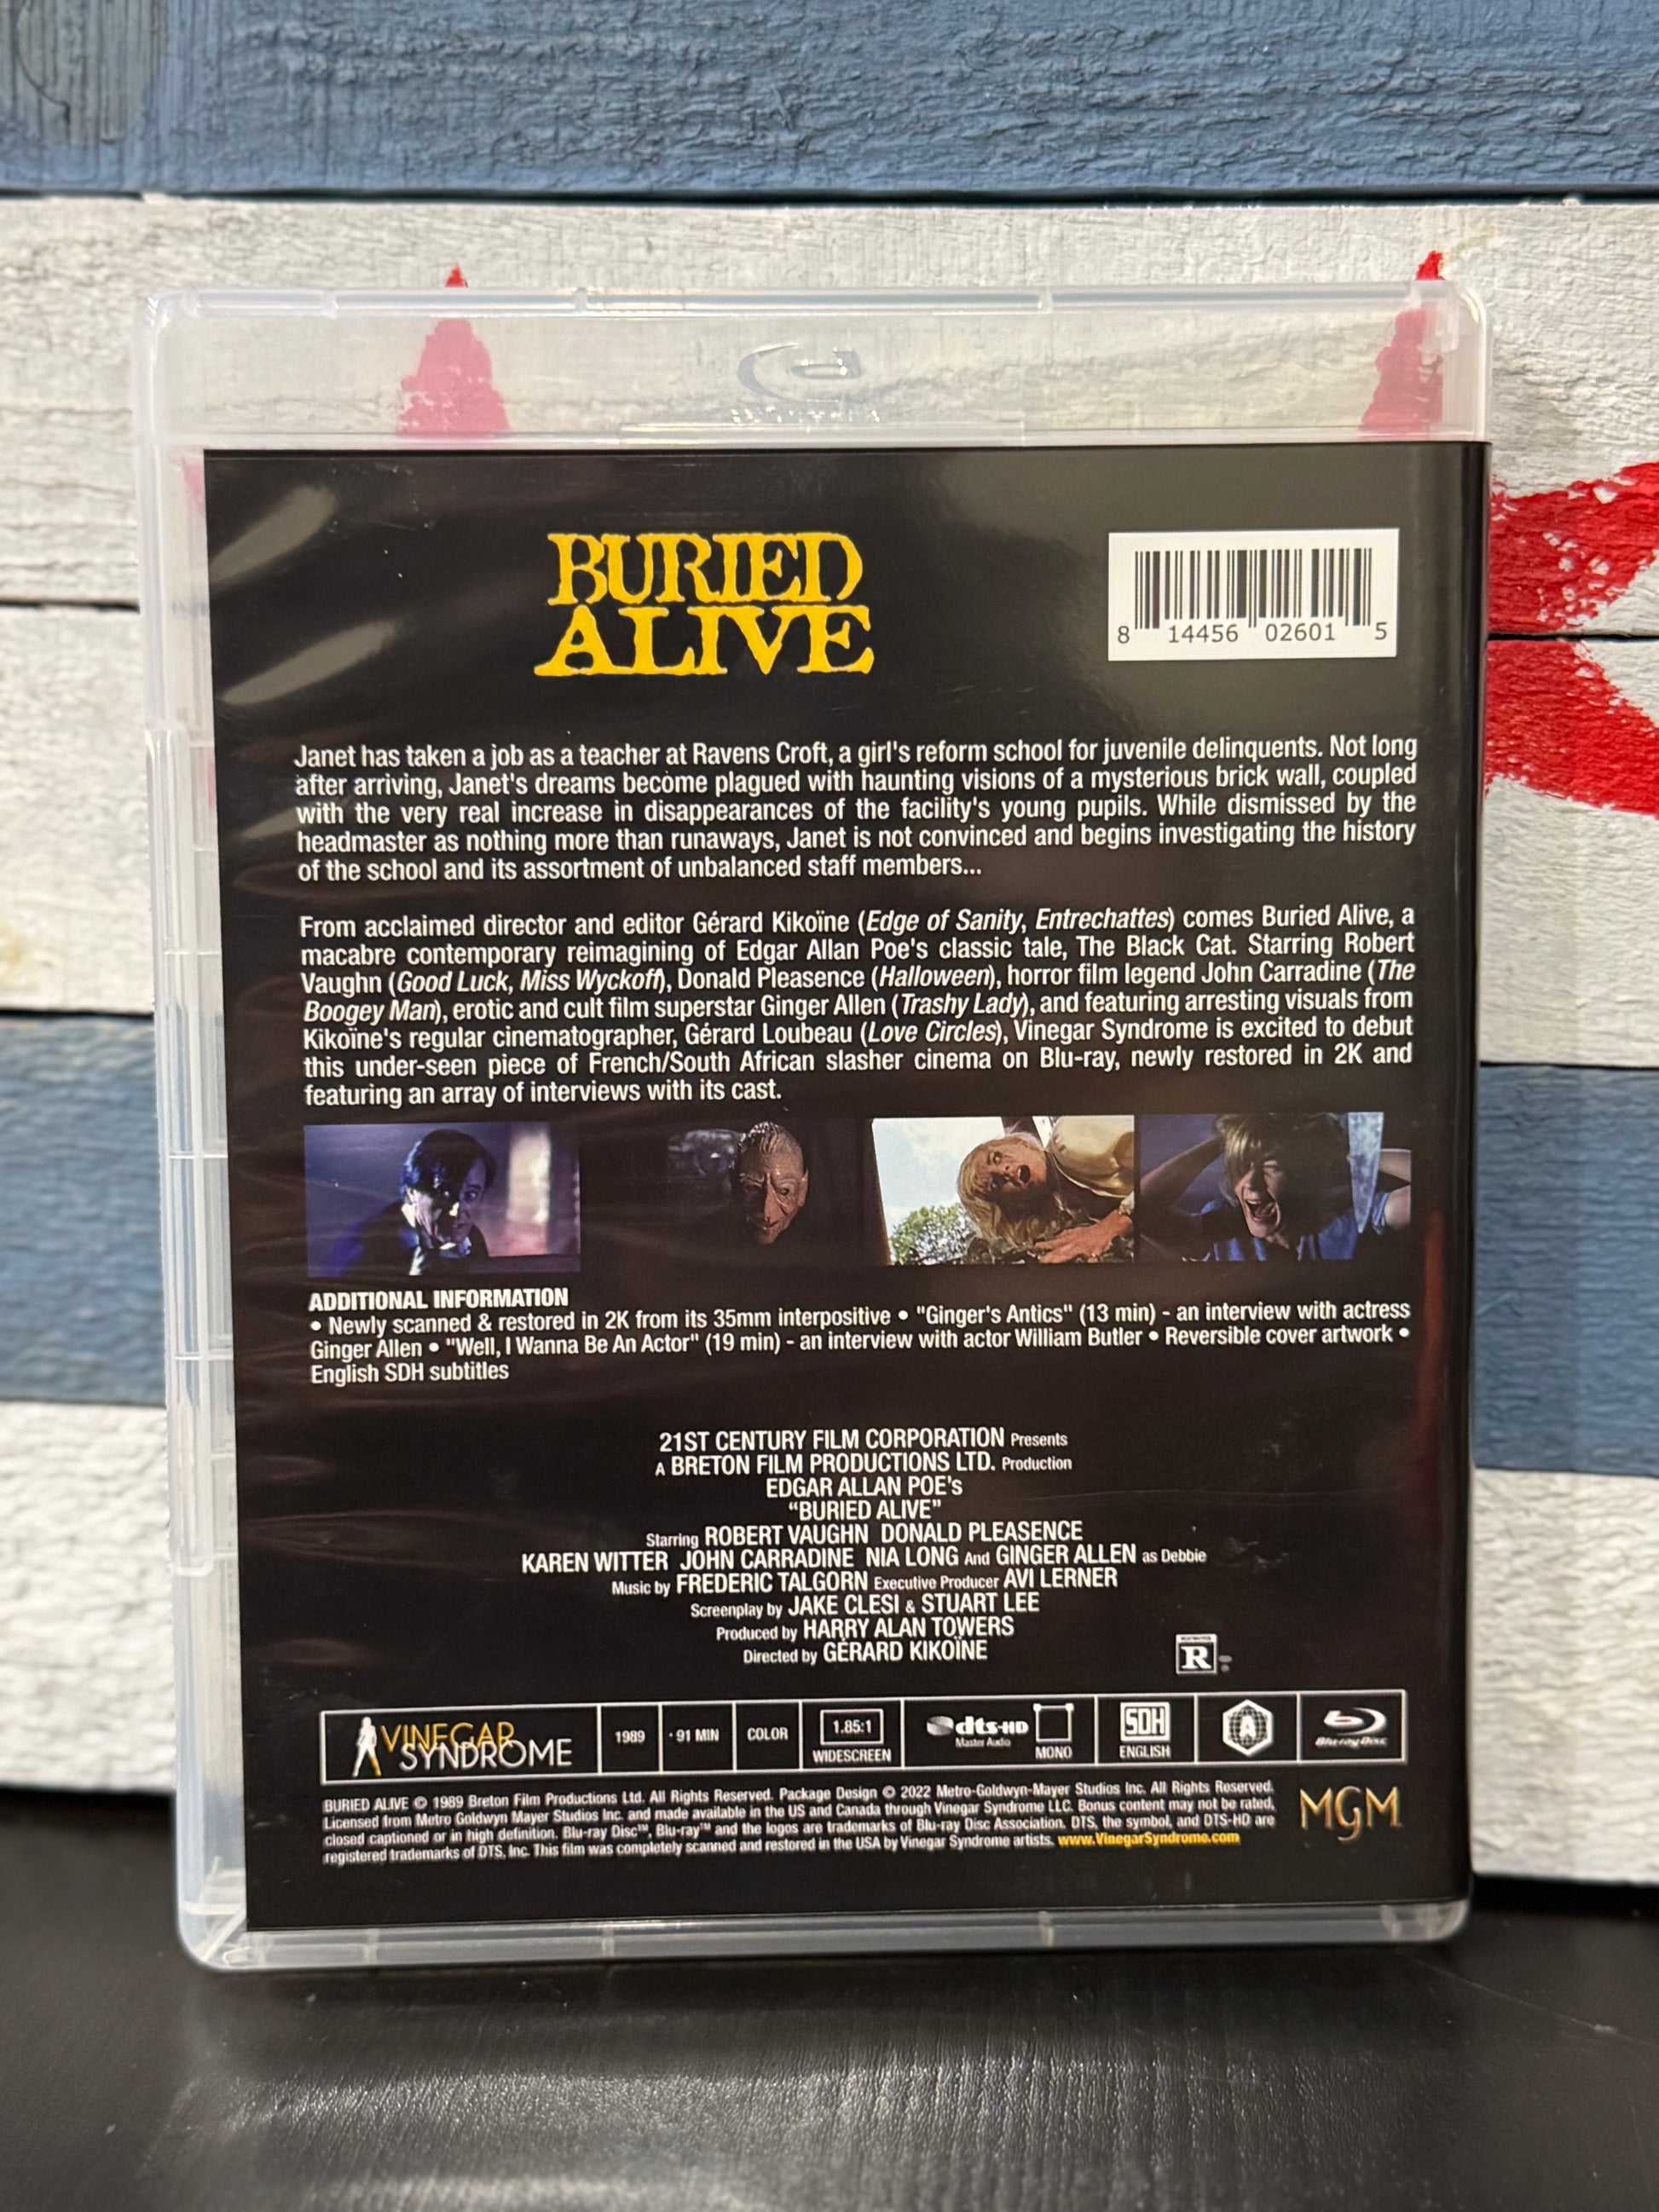 BURIED
ALIVE
8 14456 02601 5
Janet has taken a job as a teacher at Ravens Croft, a girl's reform school for juvenile delinquents. Not long
after arriving, Janet's dreams become plagued with haunting visions of a mysterious brick wall, coupled
with the very real increase in disappearances of the facility's young pupils. While dismissed by the
headmaster as nothing more than runaways, Janet is not convinced and begins investigating the history
of the school and its assortment of unbalanced staff members...
From acclaimed director and editor Gérard Kikoïne (Edge of Sanity, Entrechattes) comes Buried Alive, a
macabre contemporary reimagining of Edgar Allan Poe's classic tale, The Black Cat. Starring Robert
Vaughn (Good Luck, Miss Wyckoff), Donald Pleasence (Halloween), horror film legend John Carradine (The
Boogey Man), erotic and cult film superstar Ginger Allen (Trashy Lady), and featuring arresting visuals from
Kikoïne's regular cinematographer, Gérard Loubeau (Love Circles), Vinegar Syndrome is excited to debut
this under-seen piece of French/South African slasher cinema on Blu-ray, newly restored in 2K and
featuring an array of interviews with its cast.
ADDITIONAL INFORMATION
• Newly scanned & restored in 2K from its 35mm interpositive • "Ginger's Antics" (13 min) - an interview with actress
Ginger Allen • "Well, I Wanna Be An Actor" (19 min) - an interview with actor William Butler • Reversible cover artwork •
English SDH subtitles
21ST CENTURY FILM CORPORATION Presents
A BRETON FILM PRODUCTIONS LTD. Production
EDGAR ALLAN POE's
“BURIED ALIVE”
Starring ROBERT VAUGHN DONALD PLEASENCE
KAREN WITTER JOHN CARRADINE NIA LONG And GINGER ALLEN as Debbie
Music by FREDERIC TALGORN Executive Producer AVI LERNER
Screenplay by JAKE CLESI & STUART LEE
Produced by HARRY ALAN TOWERS
Directed by GÉRARD KIKOÏNE
R
VINEGAR
SYNDROME
1989
· 91 MIN
COLOR
1.85:1
WIDESCREEN
dts-HD
Master Audio
MONO
SDH
ENGLISH
A
Blu-ray Disc
BURIED ALIVE © 1989 Breton Film Productions Ltd. All Rights Reserved. Package Design © 2022 Metro-Goldwyn-Mayer Studios Inc. All Rights Reserved.
Licensed from Metro Goldwyn Mayer Studios Inc. and made available in the US and Canada through Vinegar Syndrome LLC. Bonus content may not be rated,
closed captioned or in high definition. Blu-ray Disc™, Blu-ray™ and the logos are trademarks of Blu-ray Disc Association. DTS, the symbol, and DTS-HD are
registered trademarks of DTS, Inc. This film was completely scanned and restored in the USA by Vinegar Syndrome artists. www.VinegarSyndrome.com
MGM